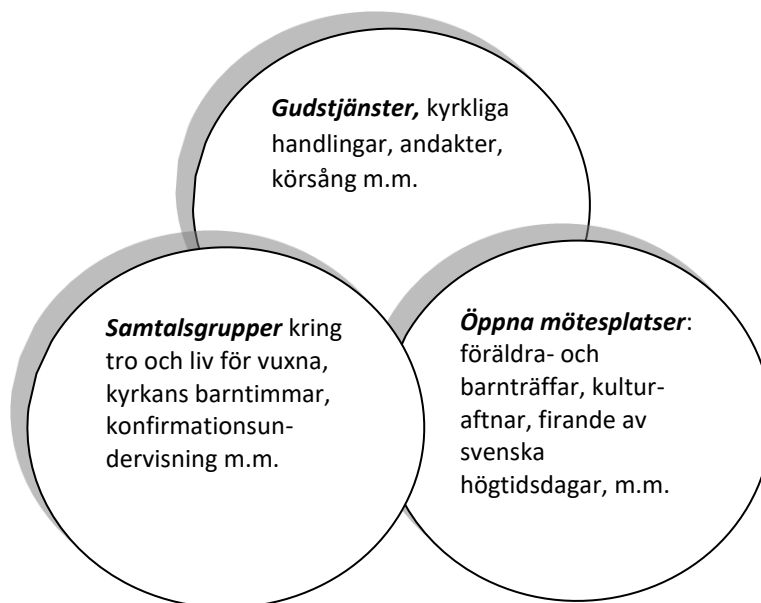 Gudstjänster, kyrkliga
handlingar, andakter,
körsång m.m.
Samtalsgrupper kring
tro och liv för vuxna,
kyrkans barntimmar,
konfirmationsun-
dervisning m.m.
Öppna mötesplatser:
föräldra- och
barnträffar, kultur-
aftnar, firande av
svenska
högtidsdagar, m.m.